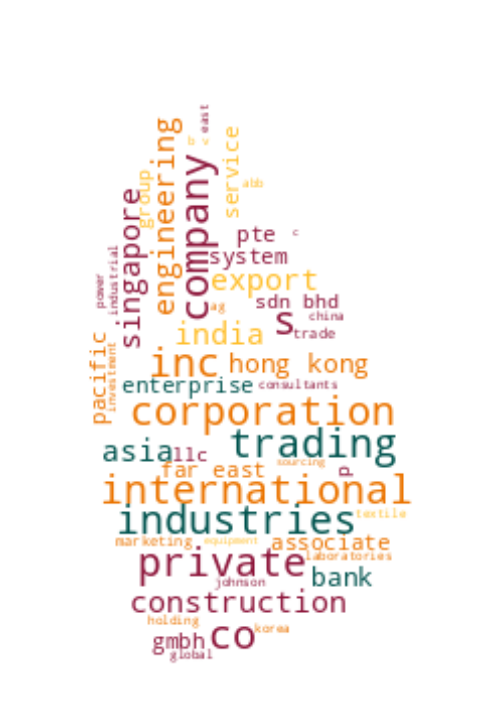 east
engineering
& <
company
service
group
abb
singapore
pte
c
system
power
industrial
export
ag
sdn bhd
s
china
india
trade
pacific
investment
inc
hong kong
enterprise
consultants
corporation
trading
asia
llc
far east
sourcing
p
international
industries
textile
marketing
equipment
associate
private
laboratories
johnson
bank
construction
holding
korea
gmbh
co
global